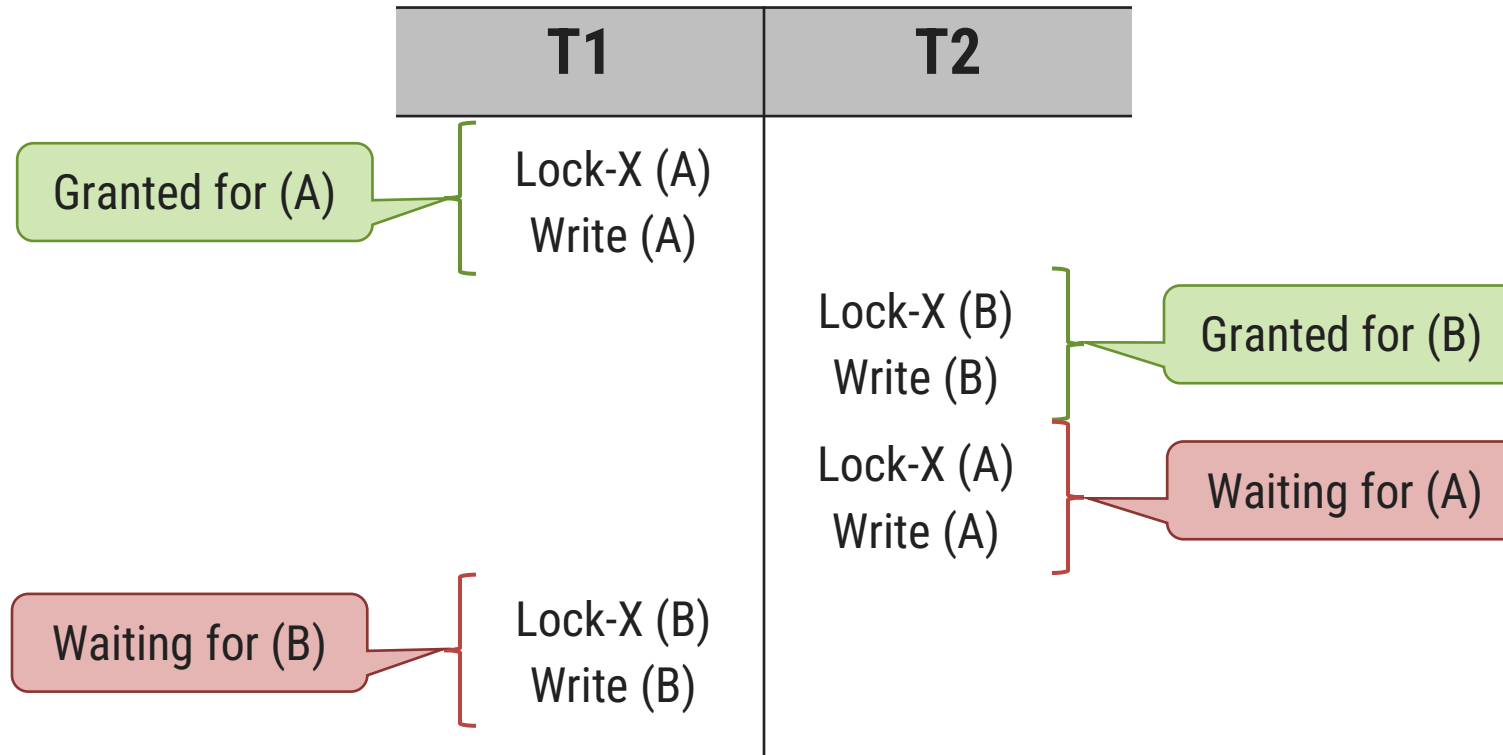 T1 T2
Granted for (A)
Lock-X (A)
Write (A)
Lock-X (B)
Write (B)
Granted for (B)
Lock-X (A)
Write (A)
Waiting for (A)
Waiting for (B)
Lock-X (B)
Write (B)